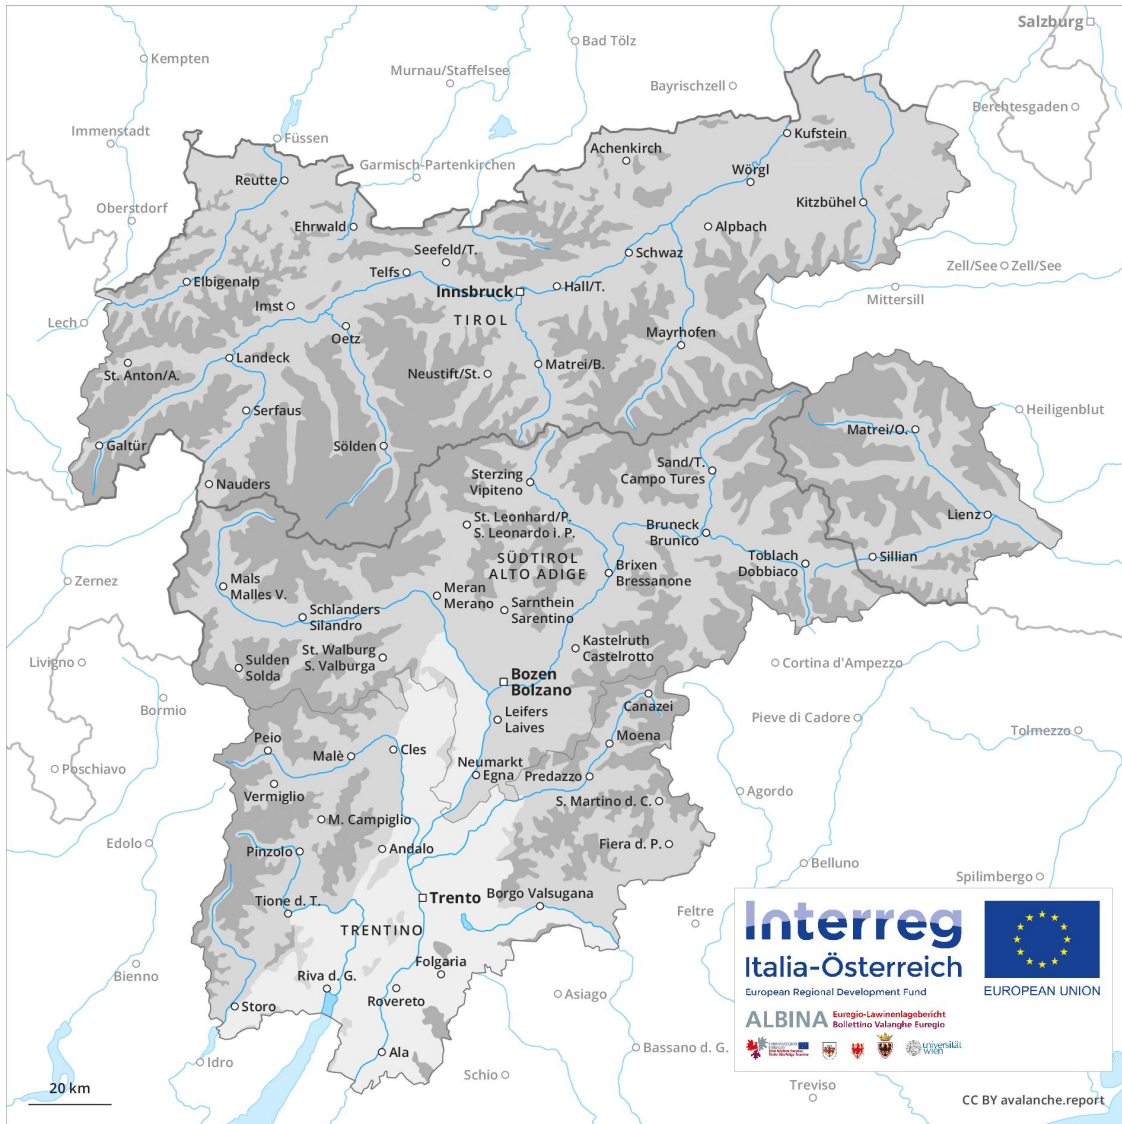 Salzburg
Bad Tölz
Kempten
Murnau/Staffelsee
Bayrischzell
Berchtesgaden
Immenstadt
Füssen
Kufstein
Achenkirch
Garmisch-Partenkirchen
Wörgl
Reutte
Kitzbühel
Oberstdorf
Ehrwald
Alpbach
Seefeld/T.
Schwaz
Telfs
Zell/See
Zell/See
Elbigenalp
Innsbruck
Hall/T.
Mittersill
Imst
TIROL
Lech
Oetz
Mayrhofen
Landeck
Matrei/B.
St. Anton/A.
Neustift/St.
Serfaus
Heiligenblut
Matrei/O.
Galtür
Sölden
Sand/T.
Campo Tures
Sterzing
Vipiteno
Nauders
St. Leonhard/P.
S. Leonardo i. P.
Lienz
Bruneck
Brunico
SÜDTIROL
ALTO ADIGE
Toblach
Dobbiaco
Sillian
Brixen
Bressanone
Zernez
Mals
Malles V.
Meran
Merano
Sarnthein
Sarentino
Schlanders
Silandro
Kastelruth
Castelrotto
St. Walburg
S. Valburga
Livigno
Sulden
Solda
Cortina d'Ampezzo
Bozen
Bolzano
Bormio
Canazei
Leifers
Laives
Pieve di Cadore
Tolmezzo
Peio
Moena
Malè
Cles
Poschiavo
Neumarkt
Egna
Predazzo
Vermiglio
Agordo
S. Martino d. C.
M. Campiglio
Edolo
Pinzolo
Andalo
Fiera d. P.
Belluno
Spilimbergo
Tione d. T.
Trento
Borgo Valsugana
Feltre
TRENTINO
Folgaria
Bienno
Riva d. G.
Rovereto
Asiago
Storo
Ala
Idro
Bassano d. G.
Schio
Treviso
20 km
Interreg
Italia-Österreich
European Regional Development Fund
EUROPEAN UNION
ALBINA
Euregio-Lawinenlagebericht
Bollettino Valanghe Euregio
universität
wien
CC BY avalanche.report